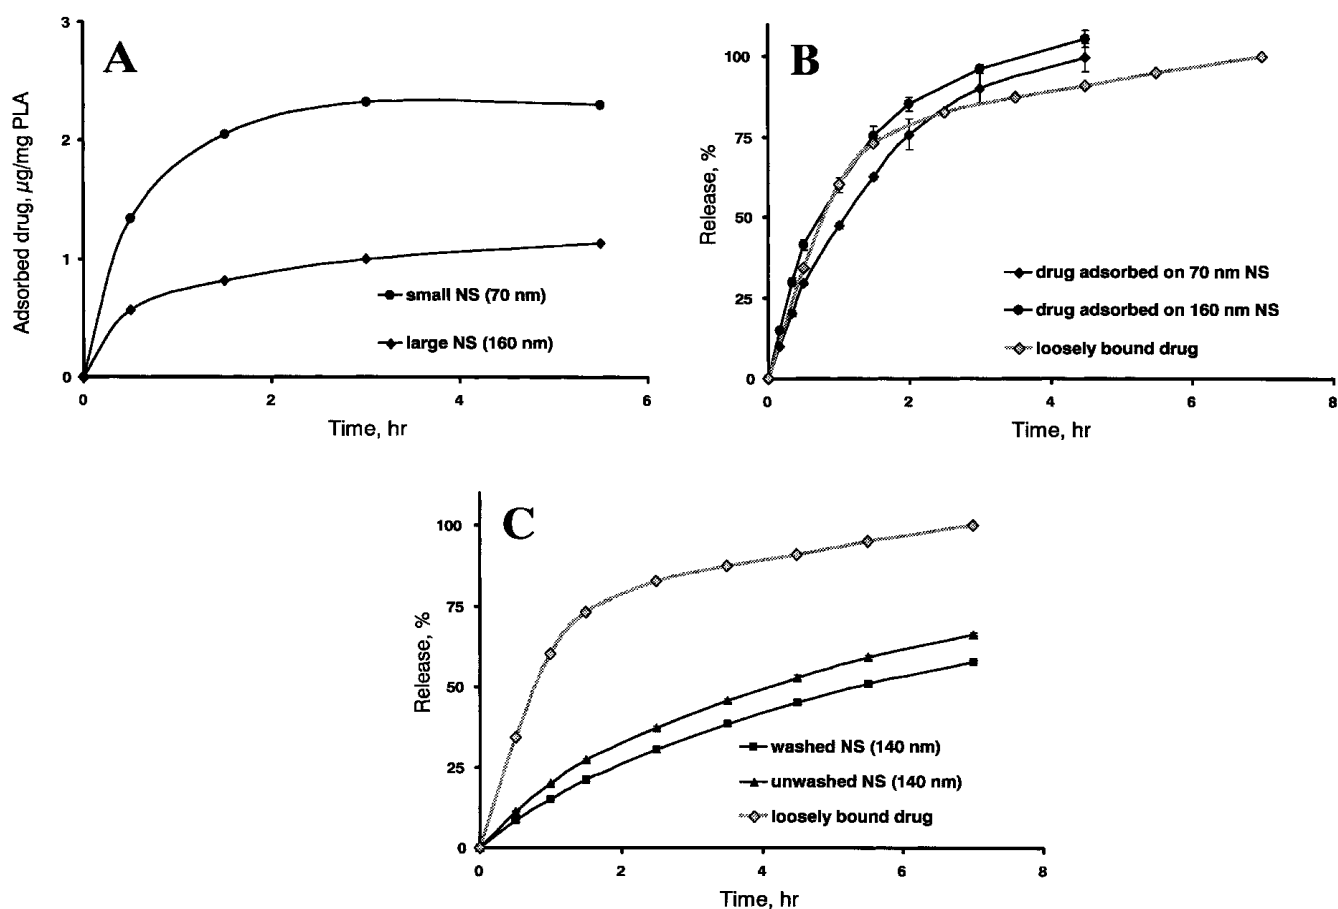 A
3
2
1
0
0
2
4
6
Adsorbed drug, µg/mg PLA
Time, hr
small NS (70 nm)
large NS (160 nm)
B
100
75
50
25
0
0
2
4
6
8
Release, %
Time, hr
drug adsorbed on 70 nm NS
drug adsorbed on 160 nm NS
loosely bound drug
C
100
75
50
25
0
0
2
4
6
8
Release, %
Time, hr
washed NS (140 nm)
unwashed NS (140 nm)
loosely bound drug